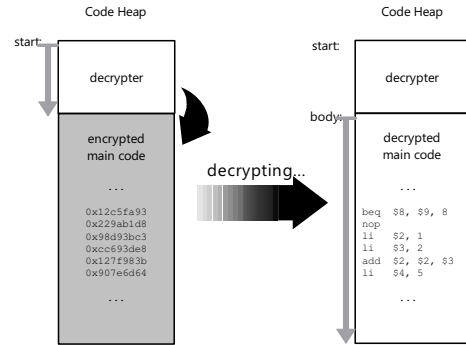 Code Heap
start:
decrypter
encrypted
main code
...
0x12c5fa93
0x229ab1d8
0x98d93bc3
0xcc693de8
0x127f983b
0x907e6d64
...
decrypting...
Code Heap
start:
decrypter
body:
decrypted
main code
...
beq $8, $9, 8
nop
li $2, 1
li $3, 2
add $2, $2, $3
li $4, 5
...